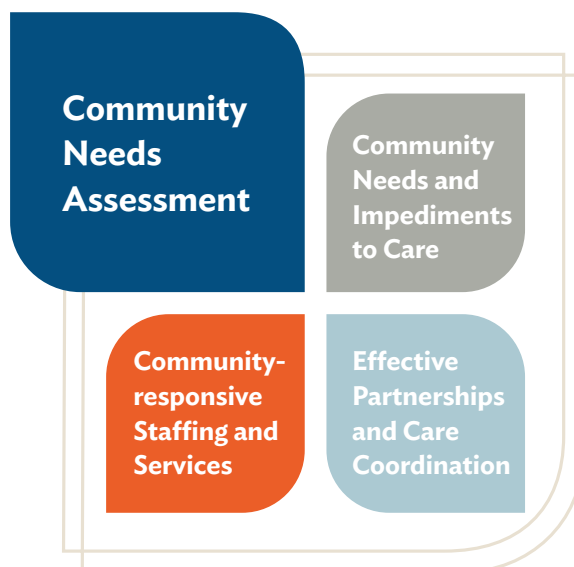 Community
Needs
Assessment
Community
Needs and
Impediments
to Care
Community-
responsive
Staffing and
Services
Effective
Partnerships
and Care
Coordination